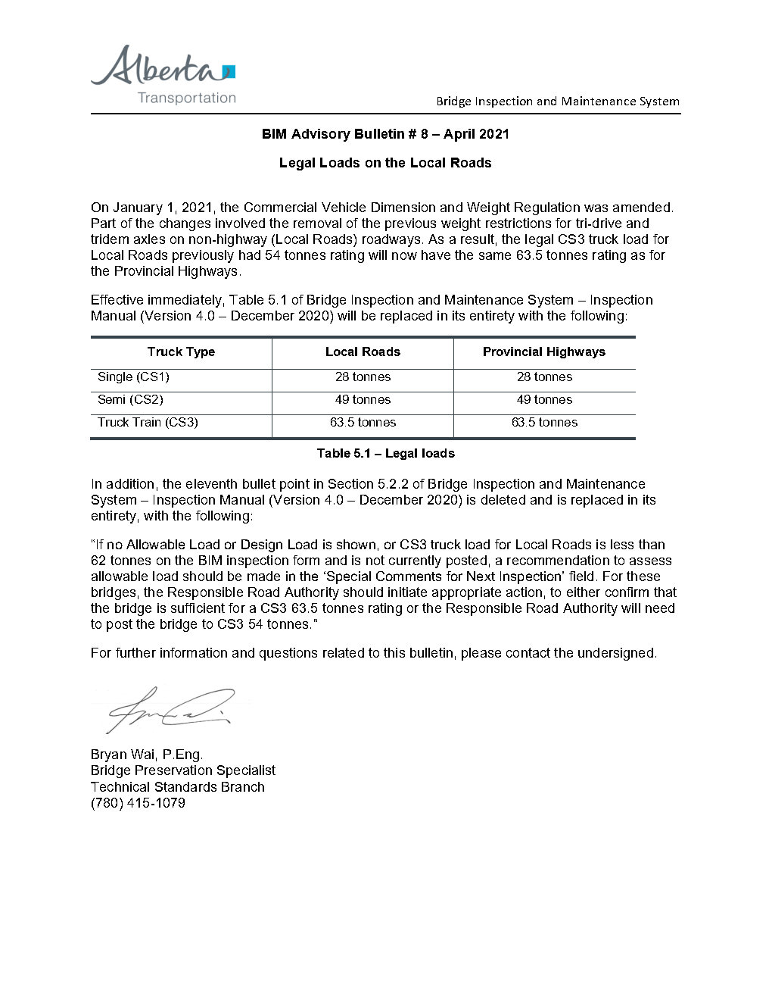 Alberta
Transportation
Bridge Inspection and Maintenance System
BIM Advisory Bulletin # 8 – April 2021
Legal Loads on the Local Roads
On January 1, 2021, the Commercial Vehicle Dimension and Weight Regulation was amended.
Part of the changes involved the removal of the previous weight restrictions for tri-drive and
tridem axles on non-highway (Local Roads) roadways. As a result, the legal CS3 truck load for
Local Roads previously had 54 tonnes rating will now have the same 63.5 tonnes rating as for
the Provincial Highways.
Effective immediately, Table 5.1 of Bridge Inspection and Maintenance System – Inspection
Manual (Version 4.0 – December 2020) will be replaced in its entirety with the following:
Truck Type Local Roads Provincial Highways
Single (CS1) 28 tonnes 28 tonnes
Semi (CS2) 49 tonnes 49 tonnes
Truck Train (CS3) 63.5 tonnes 63.5 tonnes
Table 5.1 – Legal loads
In addition, the eleventh bullet point in Section 5.2.2 of Bridge Inspection and Maintenance
System – Inspection Manual (Version 4.0 – December 2020) is deleted and is replaced in its
entirety, with the following:
“If no Allowable Load or Design Load is shown, or CS3 truck load for Local Roads is less than
62 tonnes on the BIM inspection form and is not currently posted, a recommendation to assess
allowable load should be made in the ‘Special Comments for Next Inspection’ field. For these
bridges, the Responsible Road Authority should initiate appropriate action, to either confirm that
the bridge is sufficient for a CS3 63.5 tonnes rating or the Responsible Road Authority will need
to post the bridge to CS3 54 tonnes.”
For further information and questions related to this bulletin, please contact the undersigned.
Bryan Wai, P.Eng.
Bridge Preservation Specialist
Technical Standards Branch
(780) 415-1079